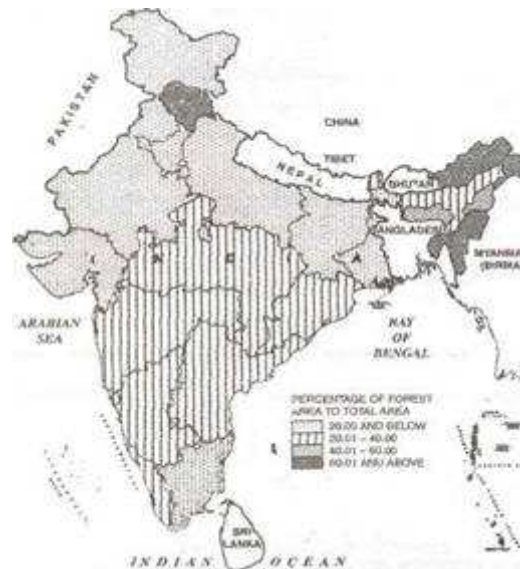 PAKISTAN
CHINA
TIBET
NEPAL
BHUTAN
BANGLADESH
MYANMAR
(BIRMA)
I N D I A
ARABIAN
SEA
BAY
OF
BENGAL
PERCENTAGE OF FOREST
AREA TO TOTAL AREA
20.00 AND BELOW
20.01 – 40.00
40.01 – 60.00
60.01 AND ABOVE
SRI
LANKA
INDIAN OCEAN